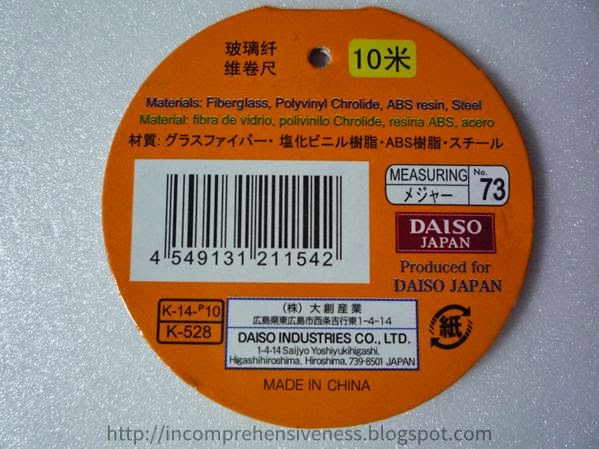 玻璃纤
维卷尺
10米
Materials: Fiberglass, Polyvinyl Chrolide, ABS resin, Steel
Material: fibra de vidrio, polivinilo Chrolide, resina ABS, acero
材質: グラスファイバー・塩化ビニル樹脂・ABS樹脂・スチール
MEASURING
メジャー
No.
73
4 549131 211542
DAISO
JAPAN
Produced for
DAISO JAPAN
K-14-P10
K-528
(株) 大創産業
広島県東広島市西条吉行東1-4-14
DAISO INDUSTRIES CO., LTD.
1-4-14 Saijyo Yoshiyukihigashi,
Higashihiroshima, Hiroshima, 739-8501 JAPAN
紙
MADE IN CHINA
http://incomprehensiveness.blogspot.com